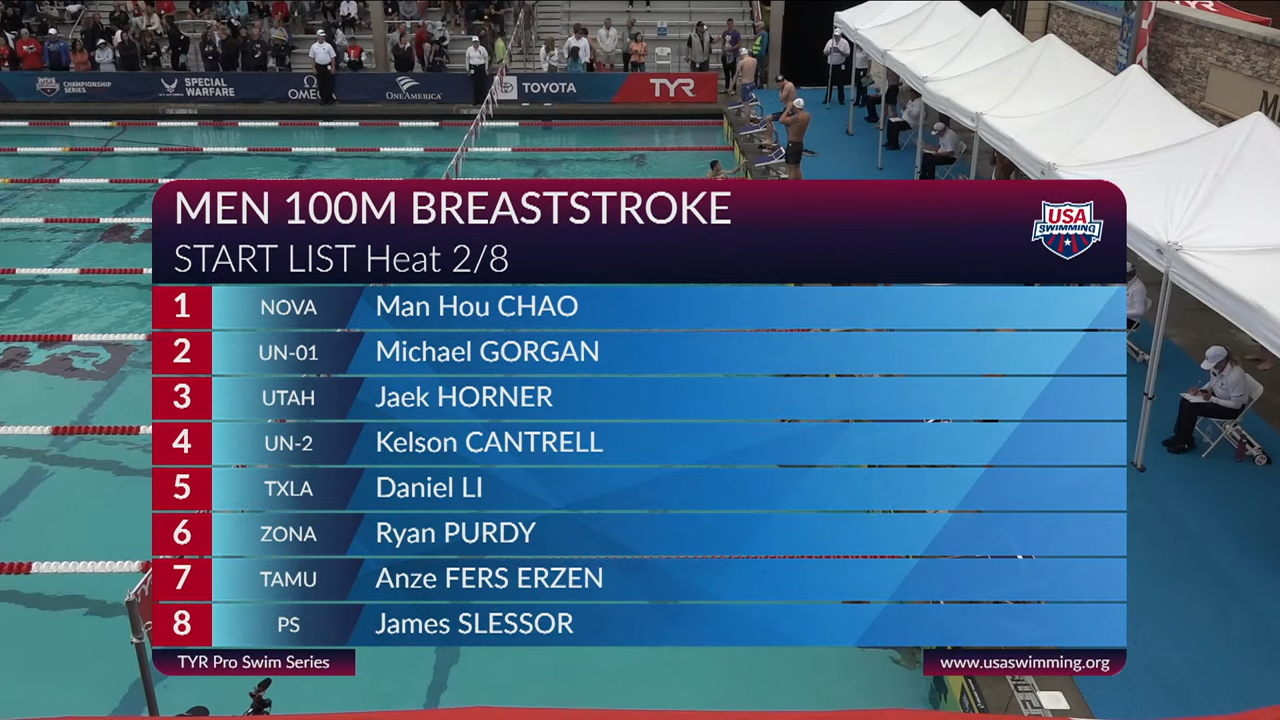 CHAMPIONSHIP
SERIES
SPECIAL
WARFARE
OMEG
ONEAMERICA
TOYOTA
TYR
MEN 100M BREASTSTROKE
START LIST Heat 2/8
USA
SWIMMING
1 NOVA Man Hou CHAO
2 UN-01 Michael GORGAN
3 UTAH Jaek HORNER
4 UN-2 Kelson CANTRELL
5 TXLA Daniel LI
6 ZONA Ryan PURDY
7 TAMU Anze FERS ERZEN
8 PS James SLESSOR
TYR Pro Swim Series
www.usaswimming.org